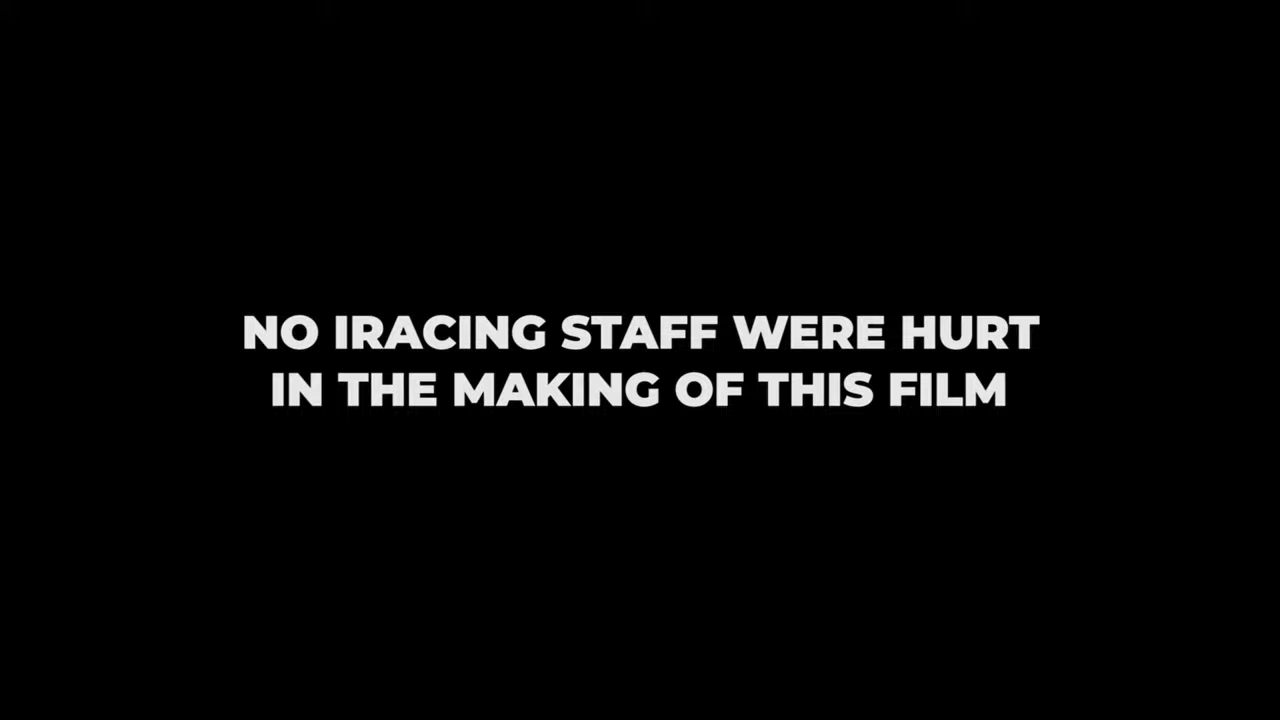 NO IRACING STAFF WERE HURT
IN THE MAKING OF THIS FILM